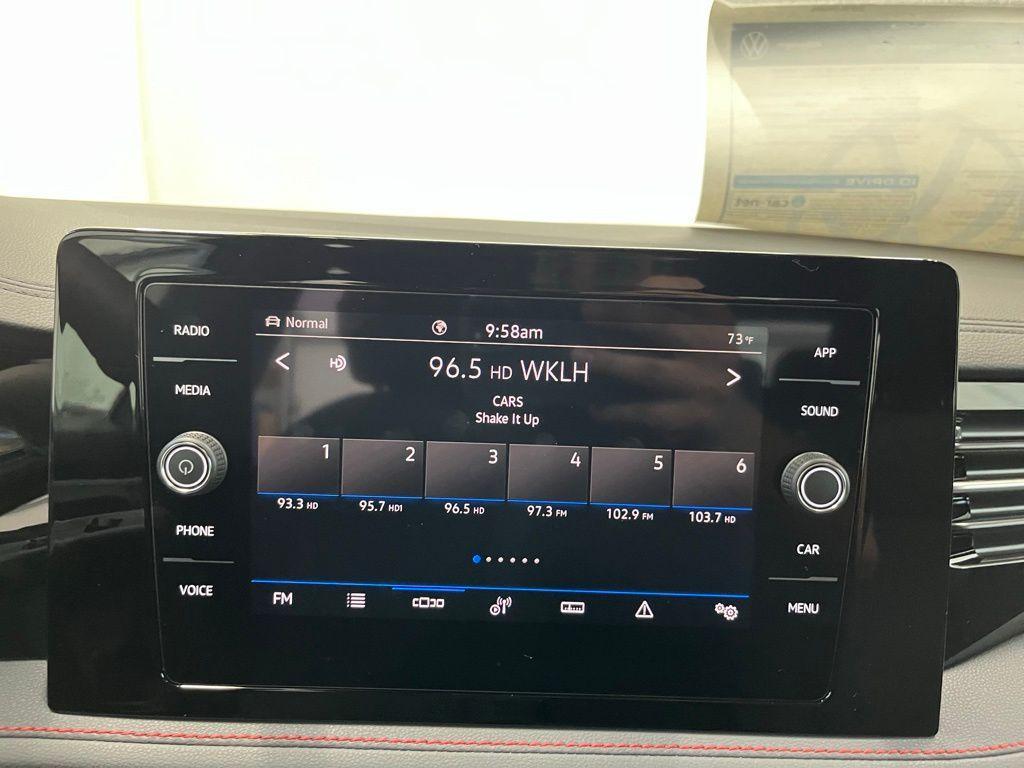 RADIO
MEDIA
PHONE
VOICE
Normal
9:58am
73°F
HD
96.5 HD WKLH
CARS
Shake It Up
1 2 3 4 5 6
93.3 HD 95.7 HD1 96.5 HD 97.3 FM 102.9 FM 103.7 HD
FM
APP
SOUND
CAR
MENU
IQ.DRIVE
car-net